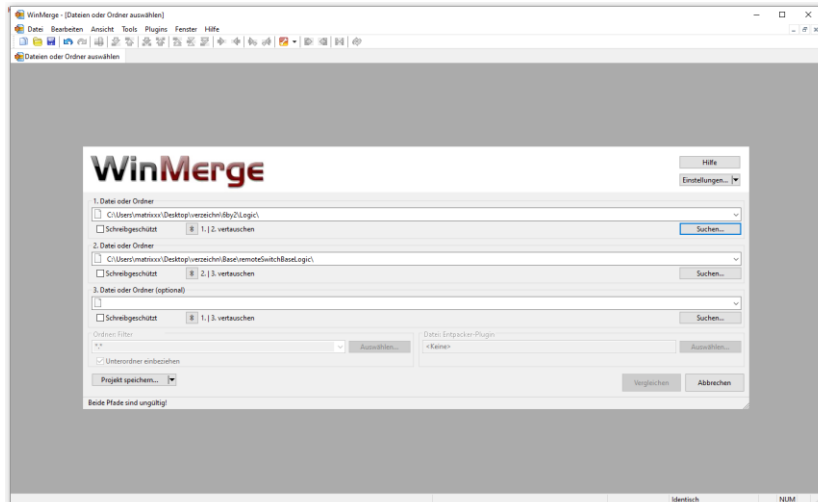 WinMerge - [Dateien oder Ordner auswählen]
Datei Bearbeiten Ansicht Tools Plugins Fenster Hilfe
Dateien oder Ordner auswählen
WinMerge
Hilfe
Einstellungen...
1. Datei oder Ordner
C:\Users\matrixxx\Desktop\verzeichn\6by2\Logic\
Schreibgeschützt 1. | 2. vertauschen Suchen...
2. Datei oder Ordner
C:\Users\matrixxx\Desktop\verzeichn\Base\remoteSwitchBaseLogic\
Schreibgeschützt 2. | 3. vertauschen Suchen...
3. Datei oder Ordner (optional)
Schreibgeschützt 1. | 3. vertauschen Suchen...
Ordner: Filter Datei: Entpacker-Plugin
*.* Auswählen... <Keine> Auswählen...
Unterordner einbeziehen
Projekt speichern... Vergleichen Abbrechen
Beide Pfade sind ungültig!
Identisch NUM